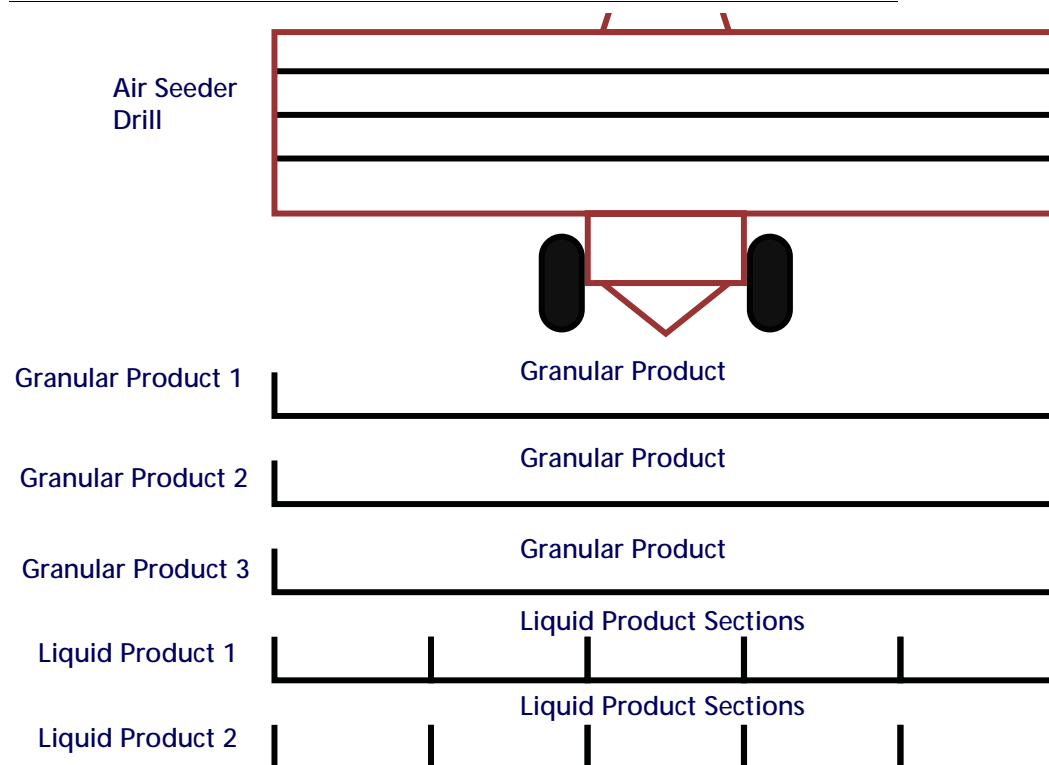 Air Seeder
Drill
Granular Product 1
Granular Product
Granular Product 2
Granular Product
Granular Product 3
Granular Product
Liquid Product Sections
Liquid Product 1
Liquid Product Sections
Liquid Product 2